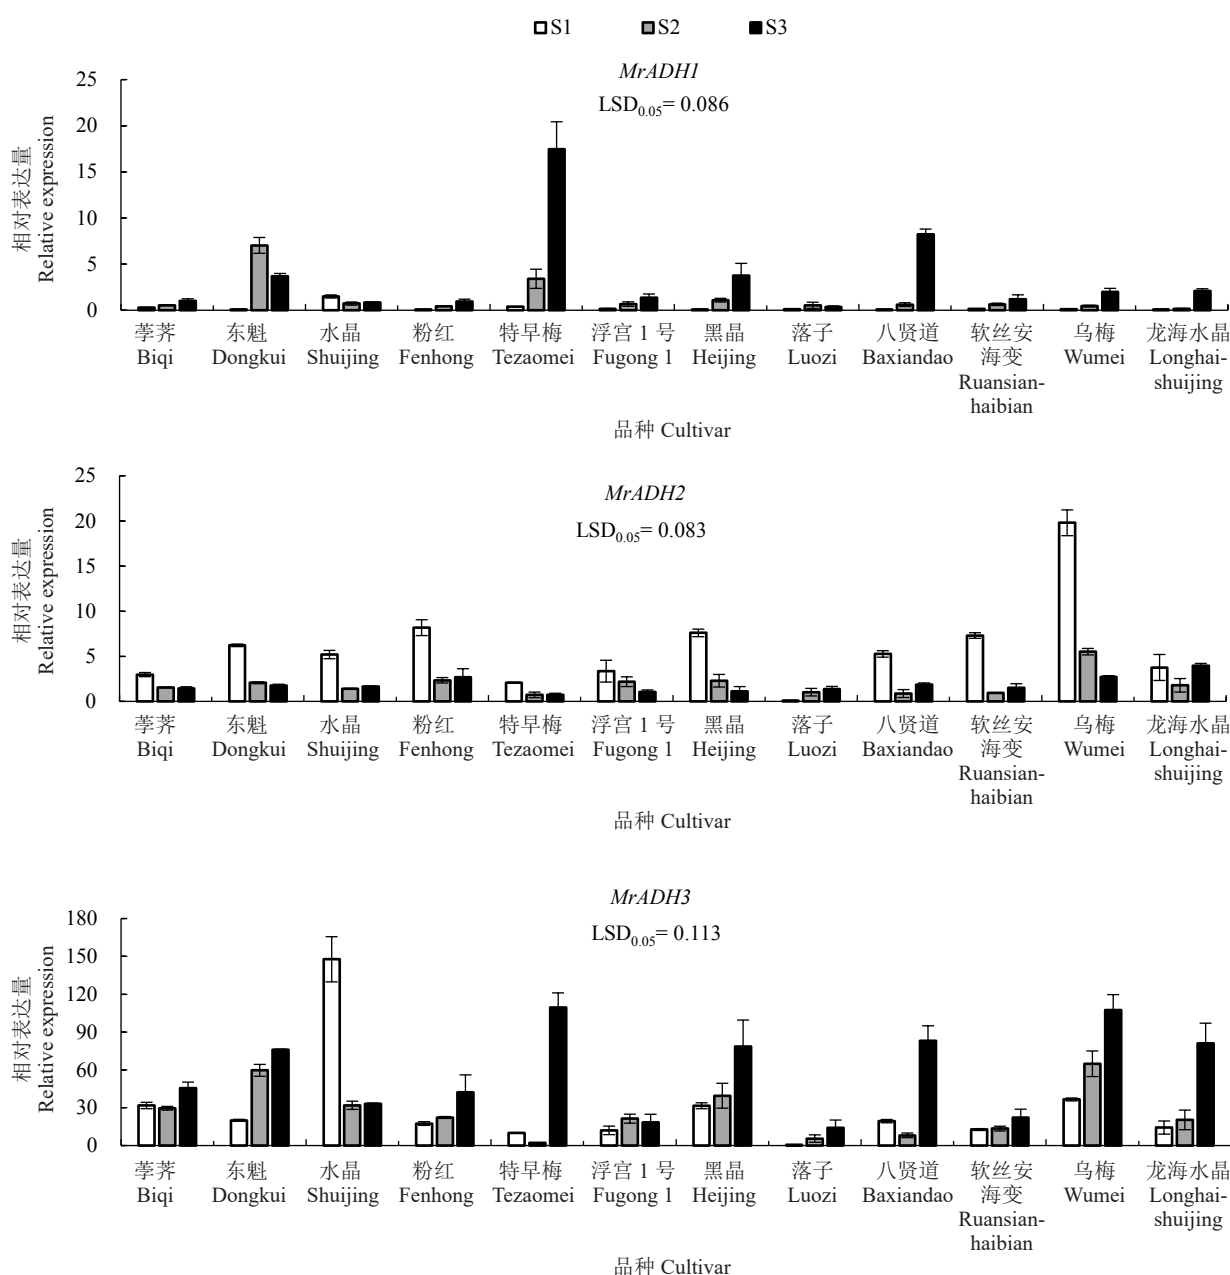 S1 S2 S3
MrADH1
LSD0.05= 0.086
相对表达量
Relative expression
25
20
15
10
5
0
荸荠 东魁 水晶 粉红 特早梅 浮宫 1 号 黑晶 落子 八贤道 软丝安 乌梅 龙海水晶
Biqi Dongkui Shuijing Fenhong Tezaomei Fugong 1 Heijing Luozi Baxiandao 海变 Wumei Longhai-
Ruansian- shuijing
haibian
品种 Cultivar
MrADH2
LSD0.05= 0.083
相对表达量
Relative expression
25
20
15
10
5
0
荸荠 东魁 水晶 粉红 特早梅 浮宫 1 号 黑晶 落子 八贤道 软丝安 乌梅 龙海水晶
Biqi Dongkui Shuijing Fenhong Tezaomei Fugong 1 Heijing Luozi Baxiandao 海变 Wumei Longhai-
Ruansian- shuijing
haibian
品种 Cultivar
MrADH3
LSD0.05= 0.113
相对表达量
Relative expression
180
150
120
90
60
30
0
荸荠 东魁 水晶 粉红 特早梅 浮宫 1 号 黑晶 落子 八贤道 软丝安 乌梅 龙海水晶
Biqi Dongkui Shuijing Fenhong Tezaomei Fugong 1 Heijing Luozi Baxiandao 海变 Wumei Longhai-
Ruansian- shuijing
haibian
品种 Cultivar